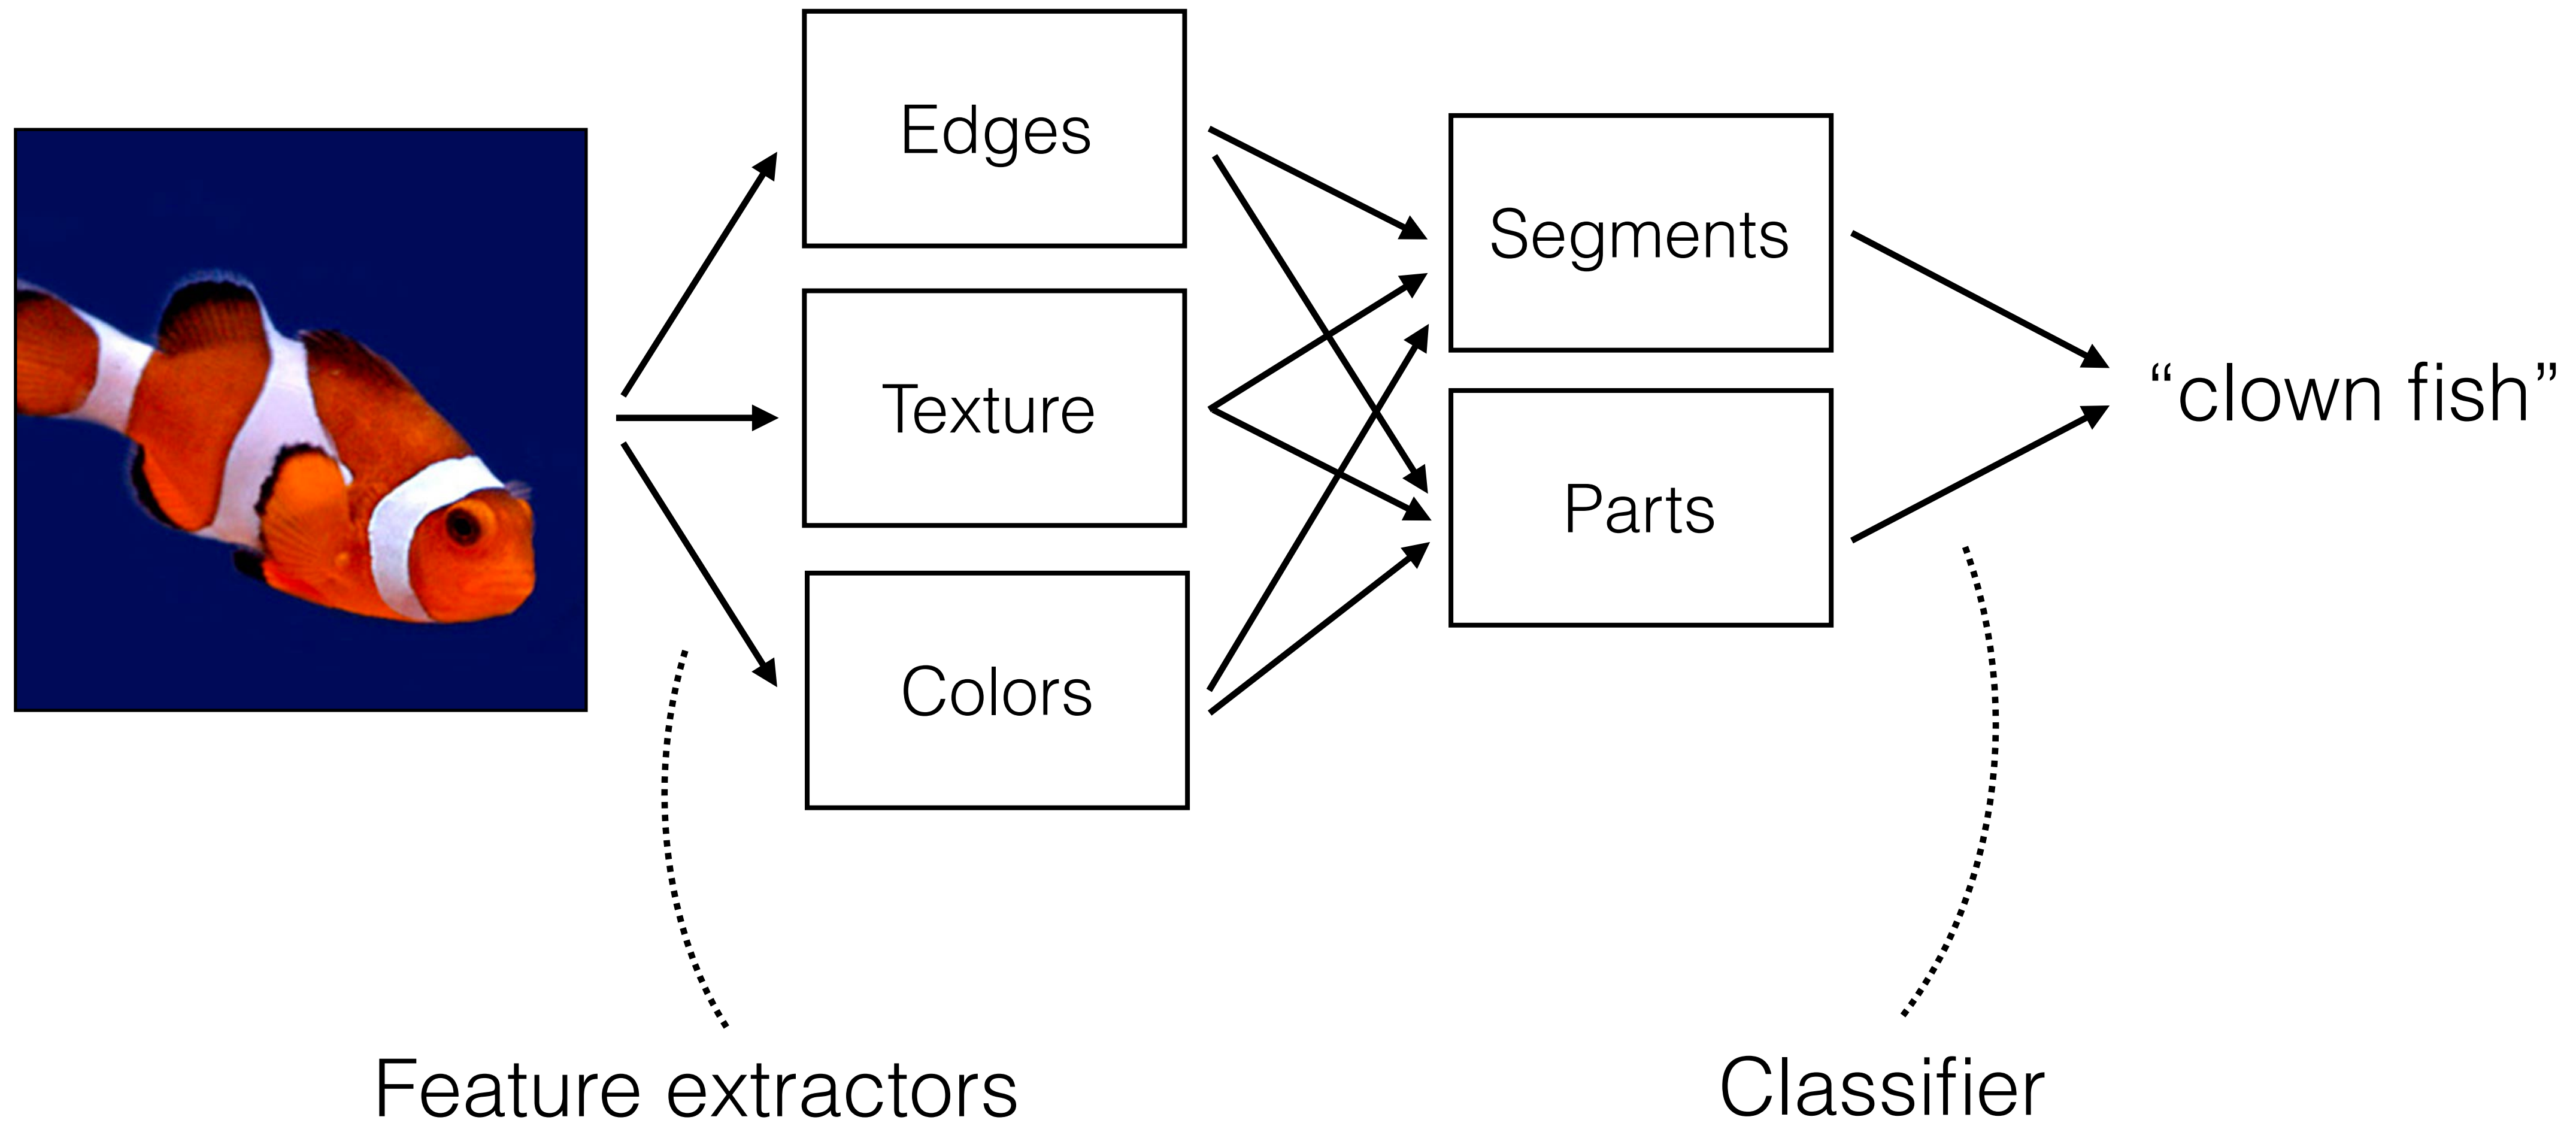 Edges
Texture
Colors
Segments
Parts
“clown fish”
Feature extractors
Classifier